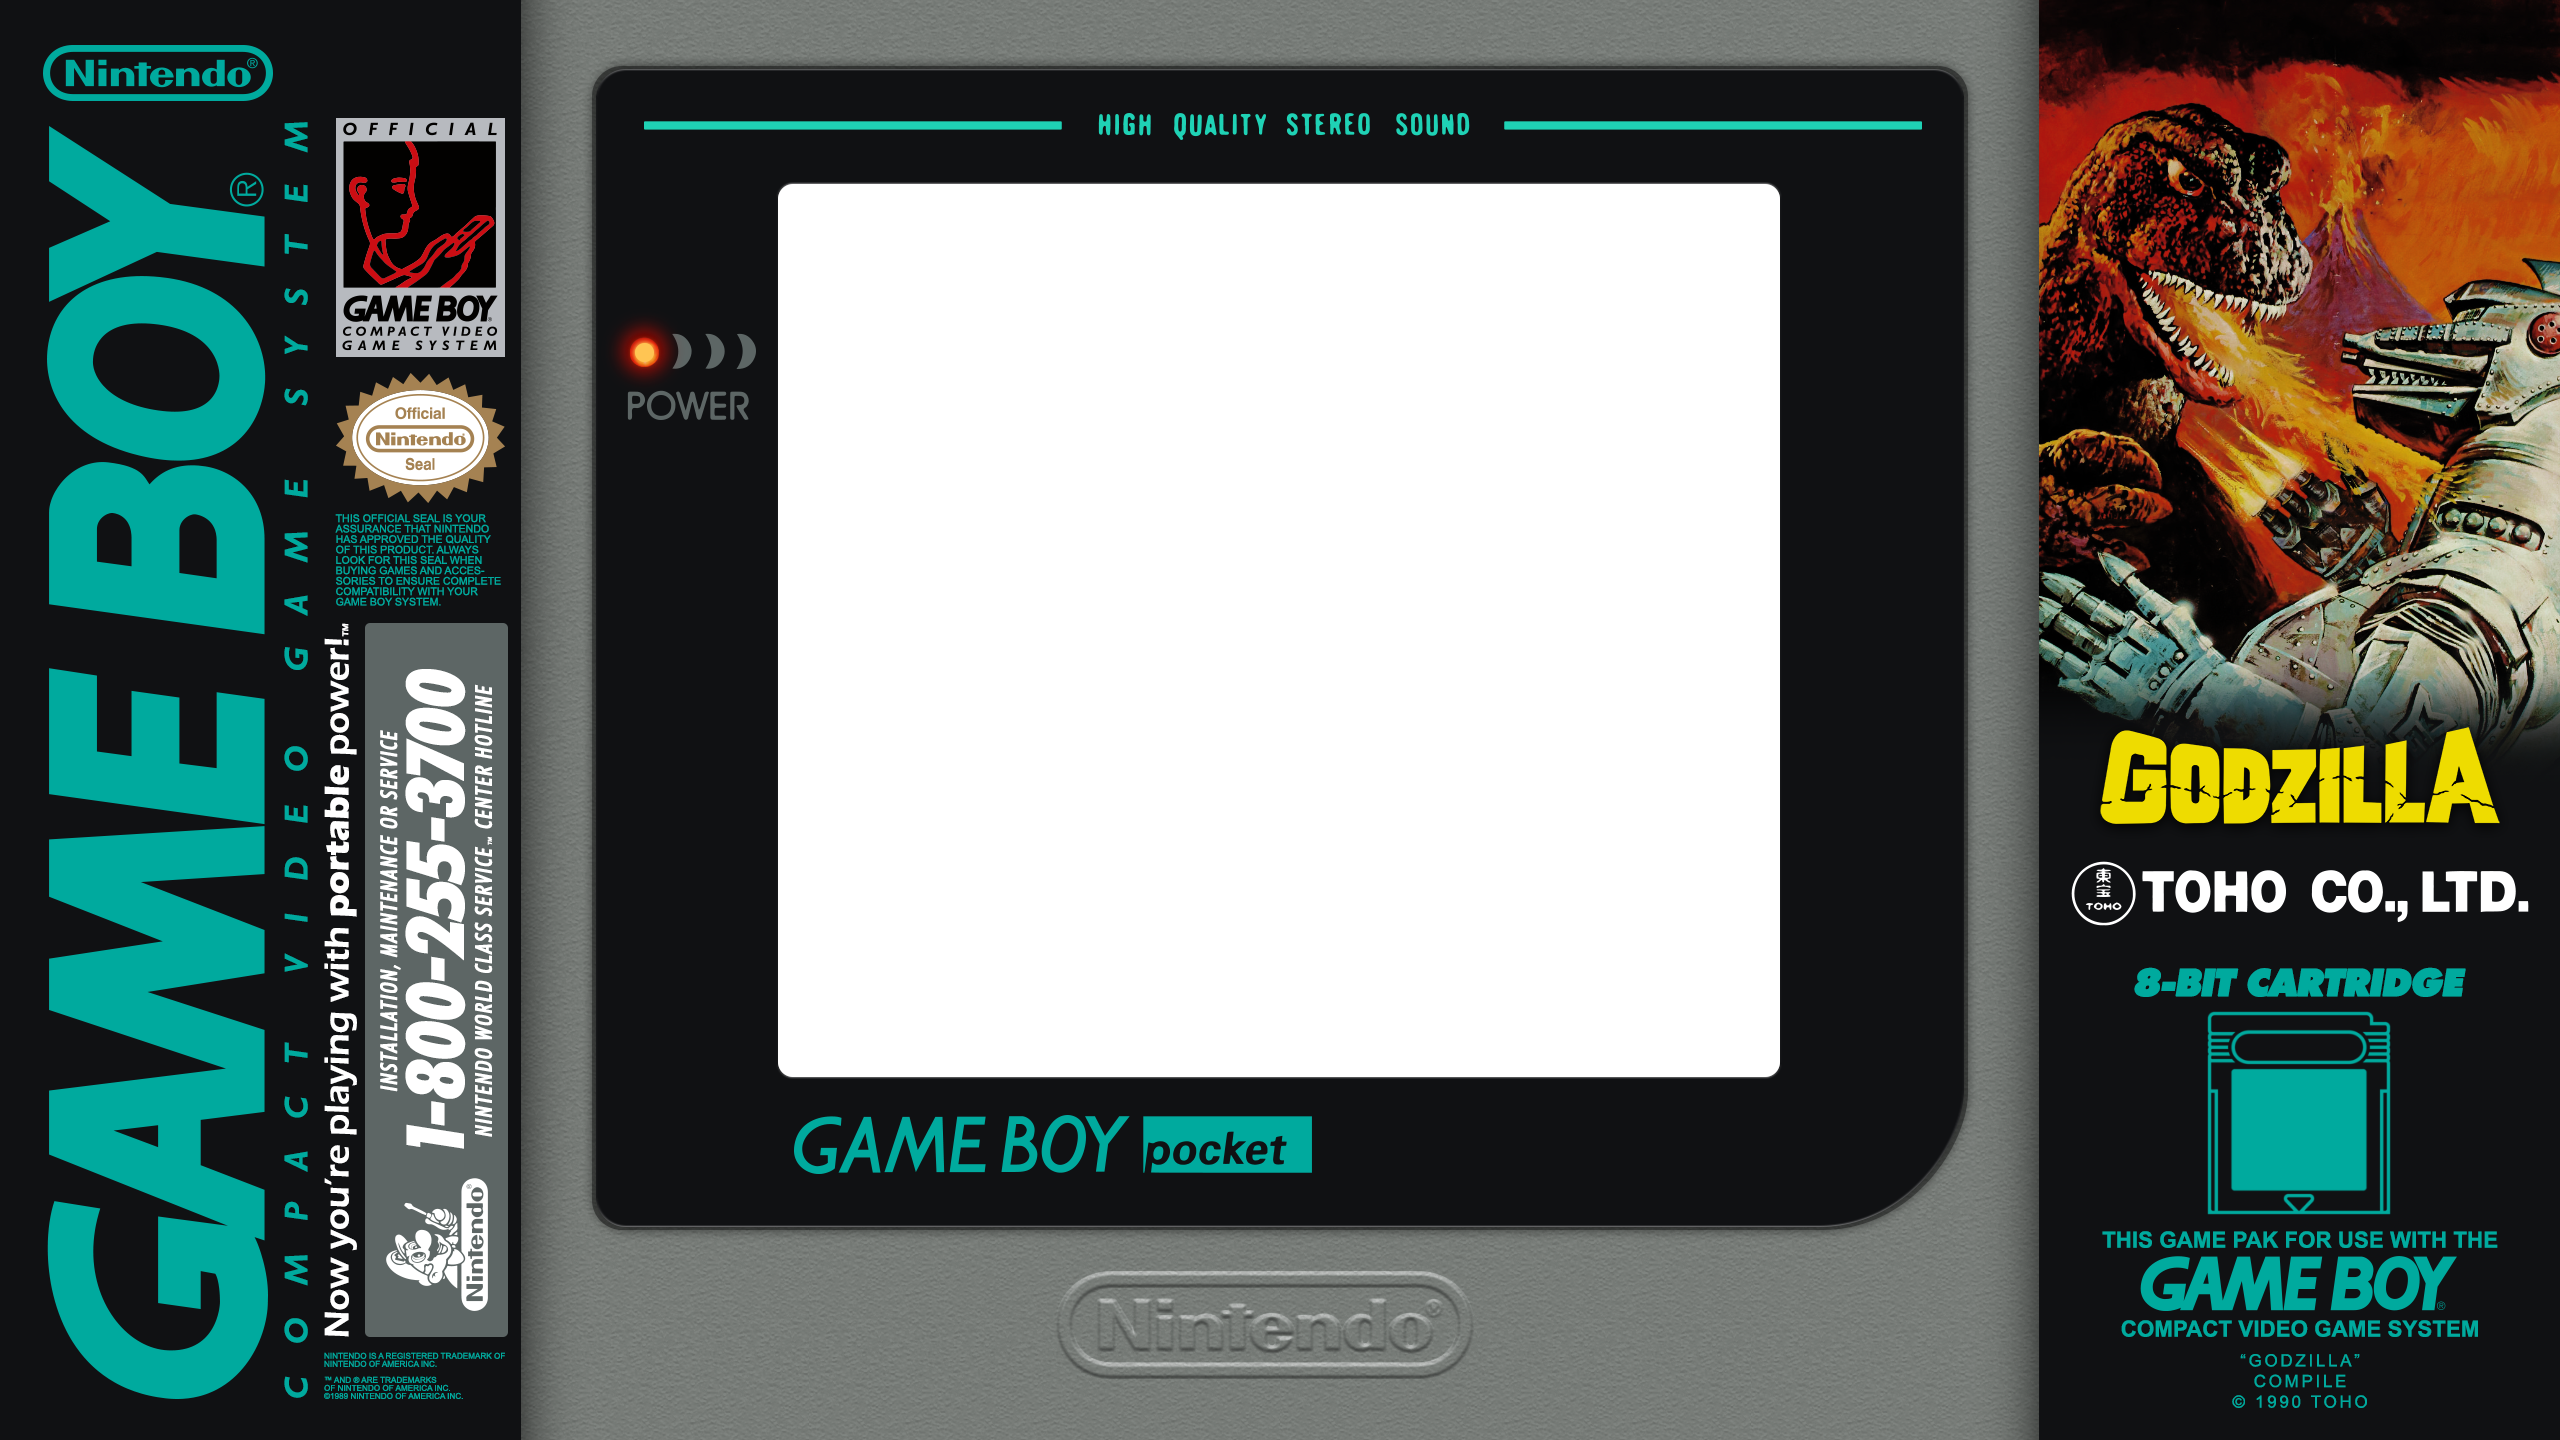 Nintendo®
GAME BOY®
COMPACT VIDEO GAME SYSTEM
OFFICIAL
GAME BOY
COMPACT VIDEO
GAME SYSTEM
Official
Nintendo
Seal
THIS OFFICIAL SEAL IS YOUR
ASSURANCE THAT NINTENDO
HAS APPROVED THE QUALITY
OF THIS PRODUCT. ALWAYS
LOOK FOR THIS SEAL WHEN
BUYING GAMES AND ACCES-
SORIES TO ENSURE COMPLETE
COMPATIBILITY WITH YOUR
GAME BOY SYSTEM.
Now you're playing with portable power!™
INSTALLATION, MAINTENANCE OR SERVICE
1-800-255-3700
NINTENDO WORLD CLASS SERVICE™ CENTER HOTLINE
Nintendo®
NINTENDO IS A REGISTERED TRADEMARK OF
NINTENDO OF AMERICA INC.
™ AND ® ARE TRADEMARKS
OF NINTENDO OF AMERICA INC.
©1989 NINTENDO OF AMERICA INC.
HIGH QUALITY STEREO SOUND
POWER
GAME BOY pocket
Nintendo®
GODZILLA
東宝
TOHO
TOHO CO., LTD.
8-BIT CARTRIDGE
THIS GAME PAK FOR USE WITH THE
GAME BOY®
COMPACT VIDEO GAME SYSTEM
“GODZILLA”
COMPILE
© 1990 TOHO